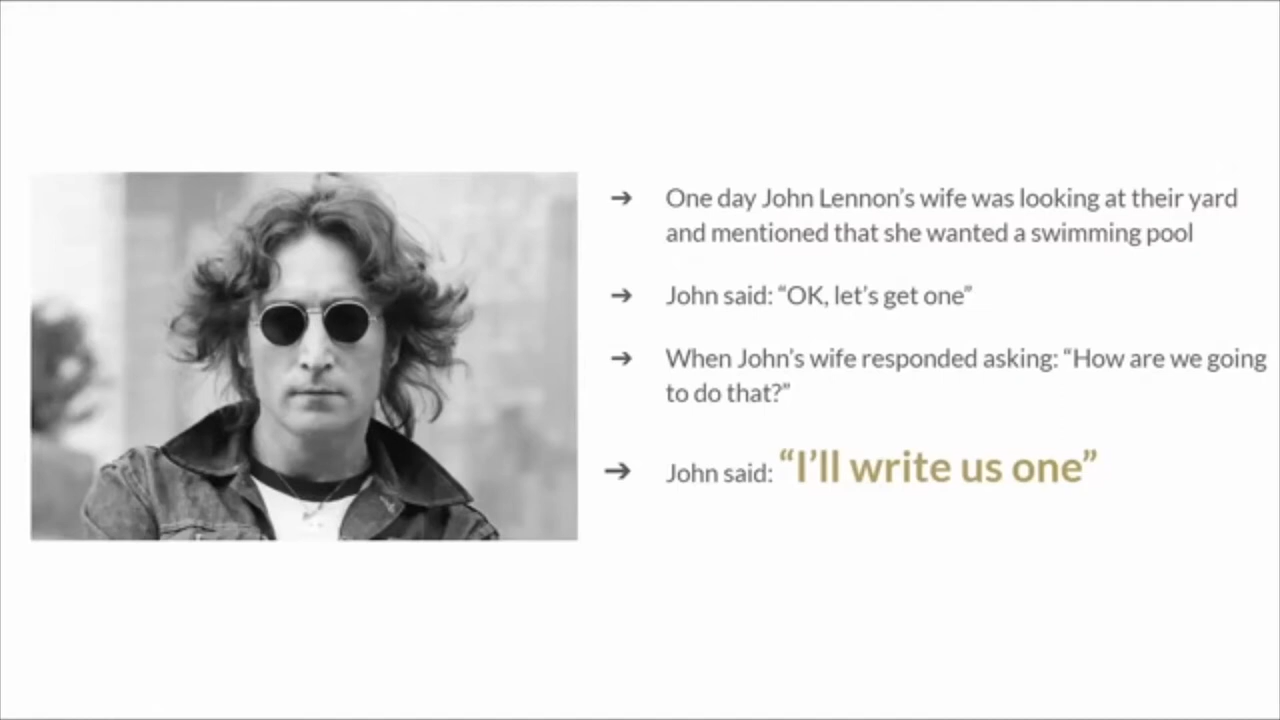 ➔ One day John Lennon’s wife was looking at their yard
and mentioned that she wanted a swimming pool
➔ John said: “OK, let’s get one”
➔ When John’s wife responded asking: “How are we going
to do that?”
➔ John said: “I’ll write us one”